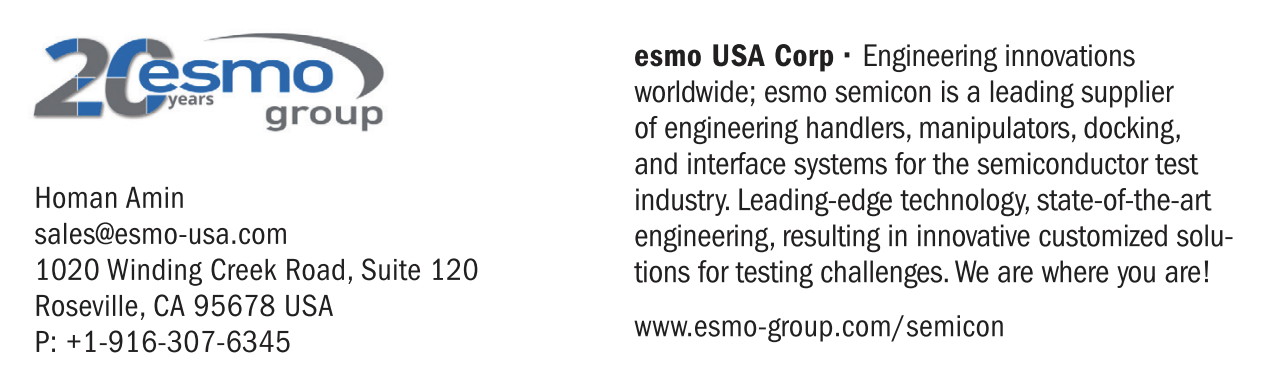 20 years esmo
group
Homan Amin
sales@esmo-usa.com
1020 Winding Creek Road, Suite 120
Roseville, CA 95678 USA
P: +1-916-307-6345
esmo USA Corp · Engineering innovations
worldwide; esmo semicon is a leading supplier
of engineering handlers, manipulators, docking,
and interface systems for the semiconductor test
industry. Leading-edge technology, state-of-the-art
engineering, resulting in innovative customized solu-
tions for testing challenges. We are where you are!
www.esmo-group.com/semicon